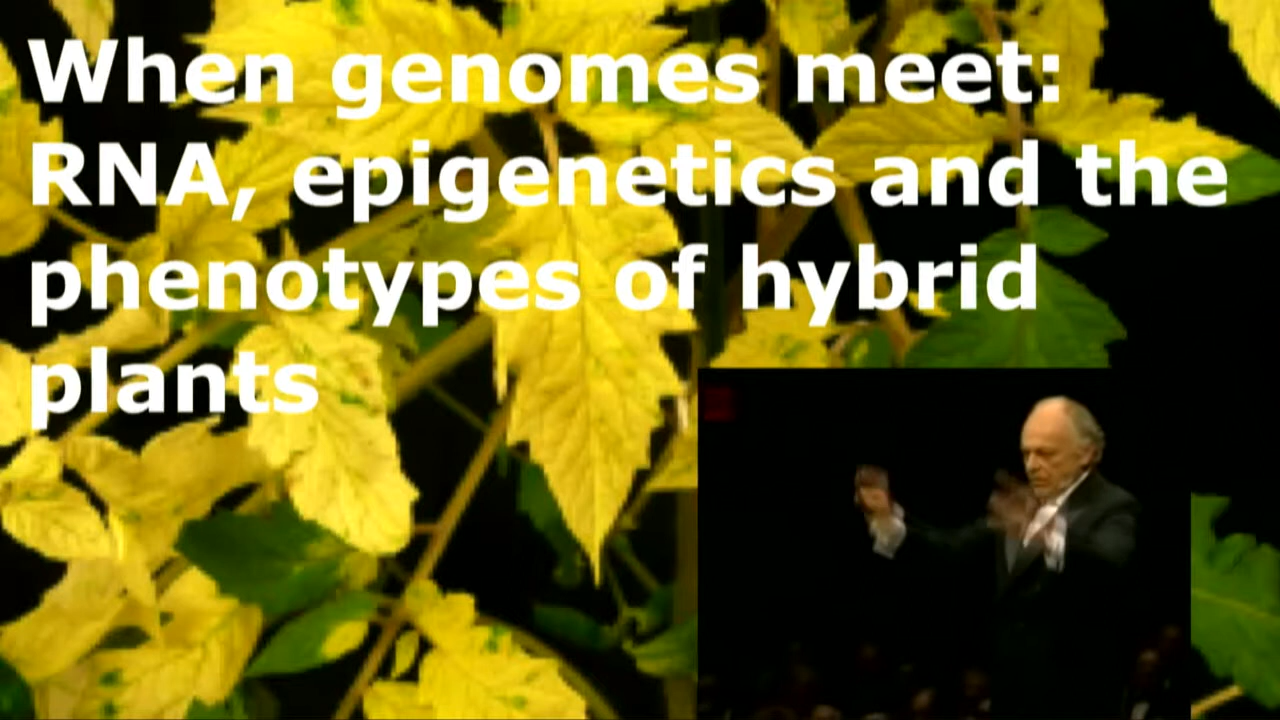 When genomes meet:
RNA, epigenetics and the
phenotypes of hybrid
plants